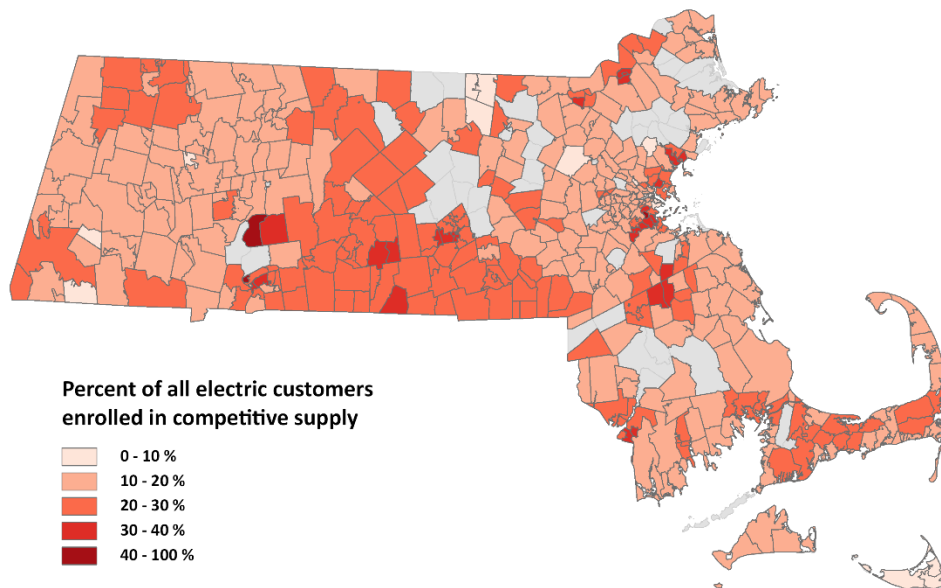 Percent of all electric customers
enrolled in competitive supply
0 - 10 %
10 - 20 %
20 - 30 %
30 - 40 %
40 - 100 %